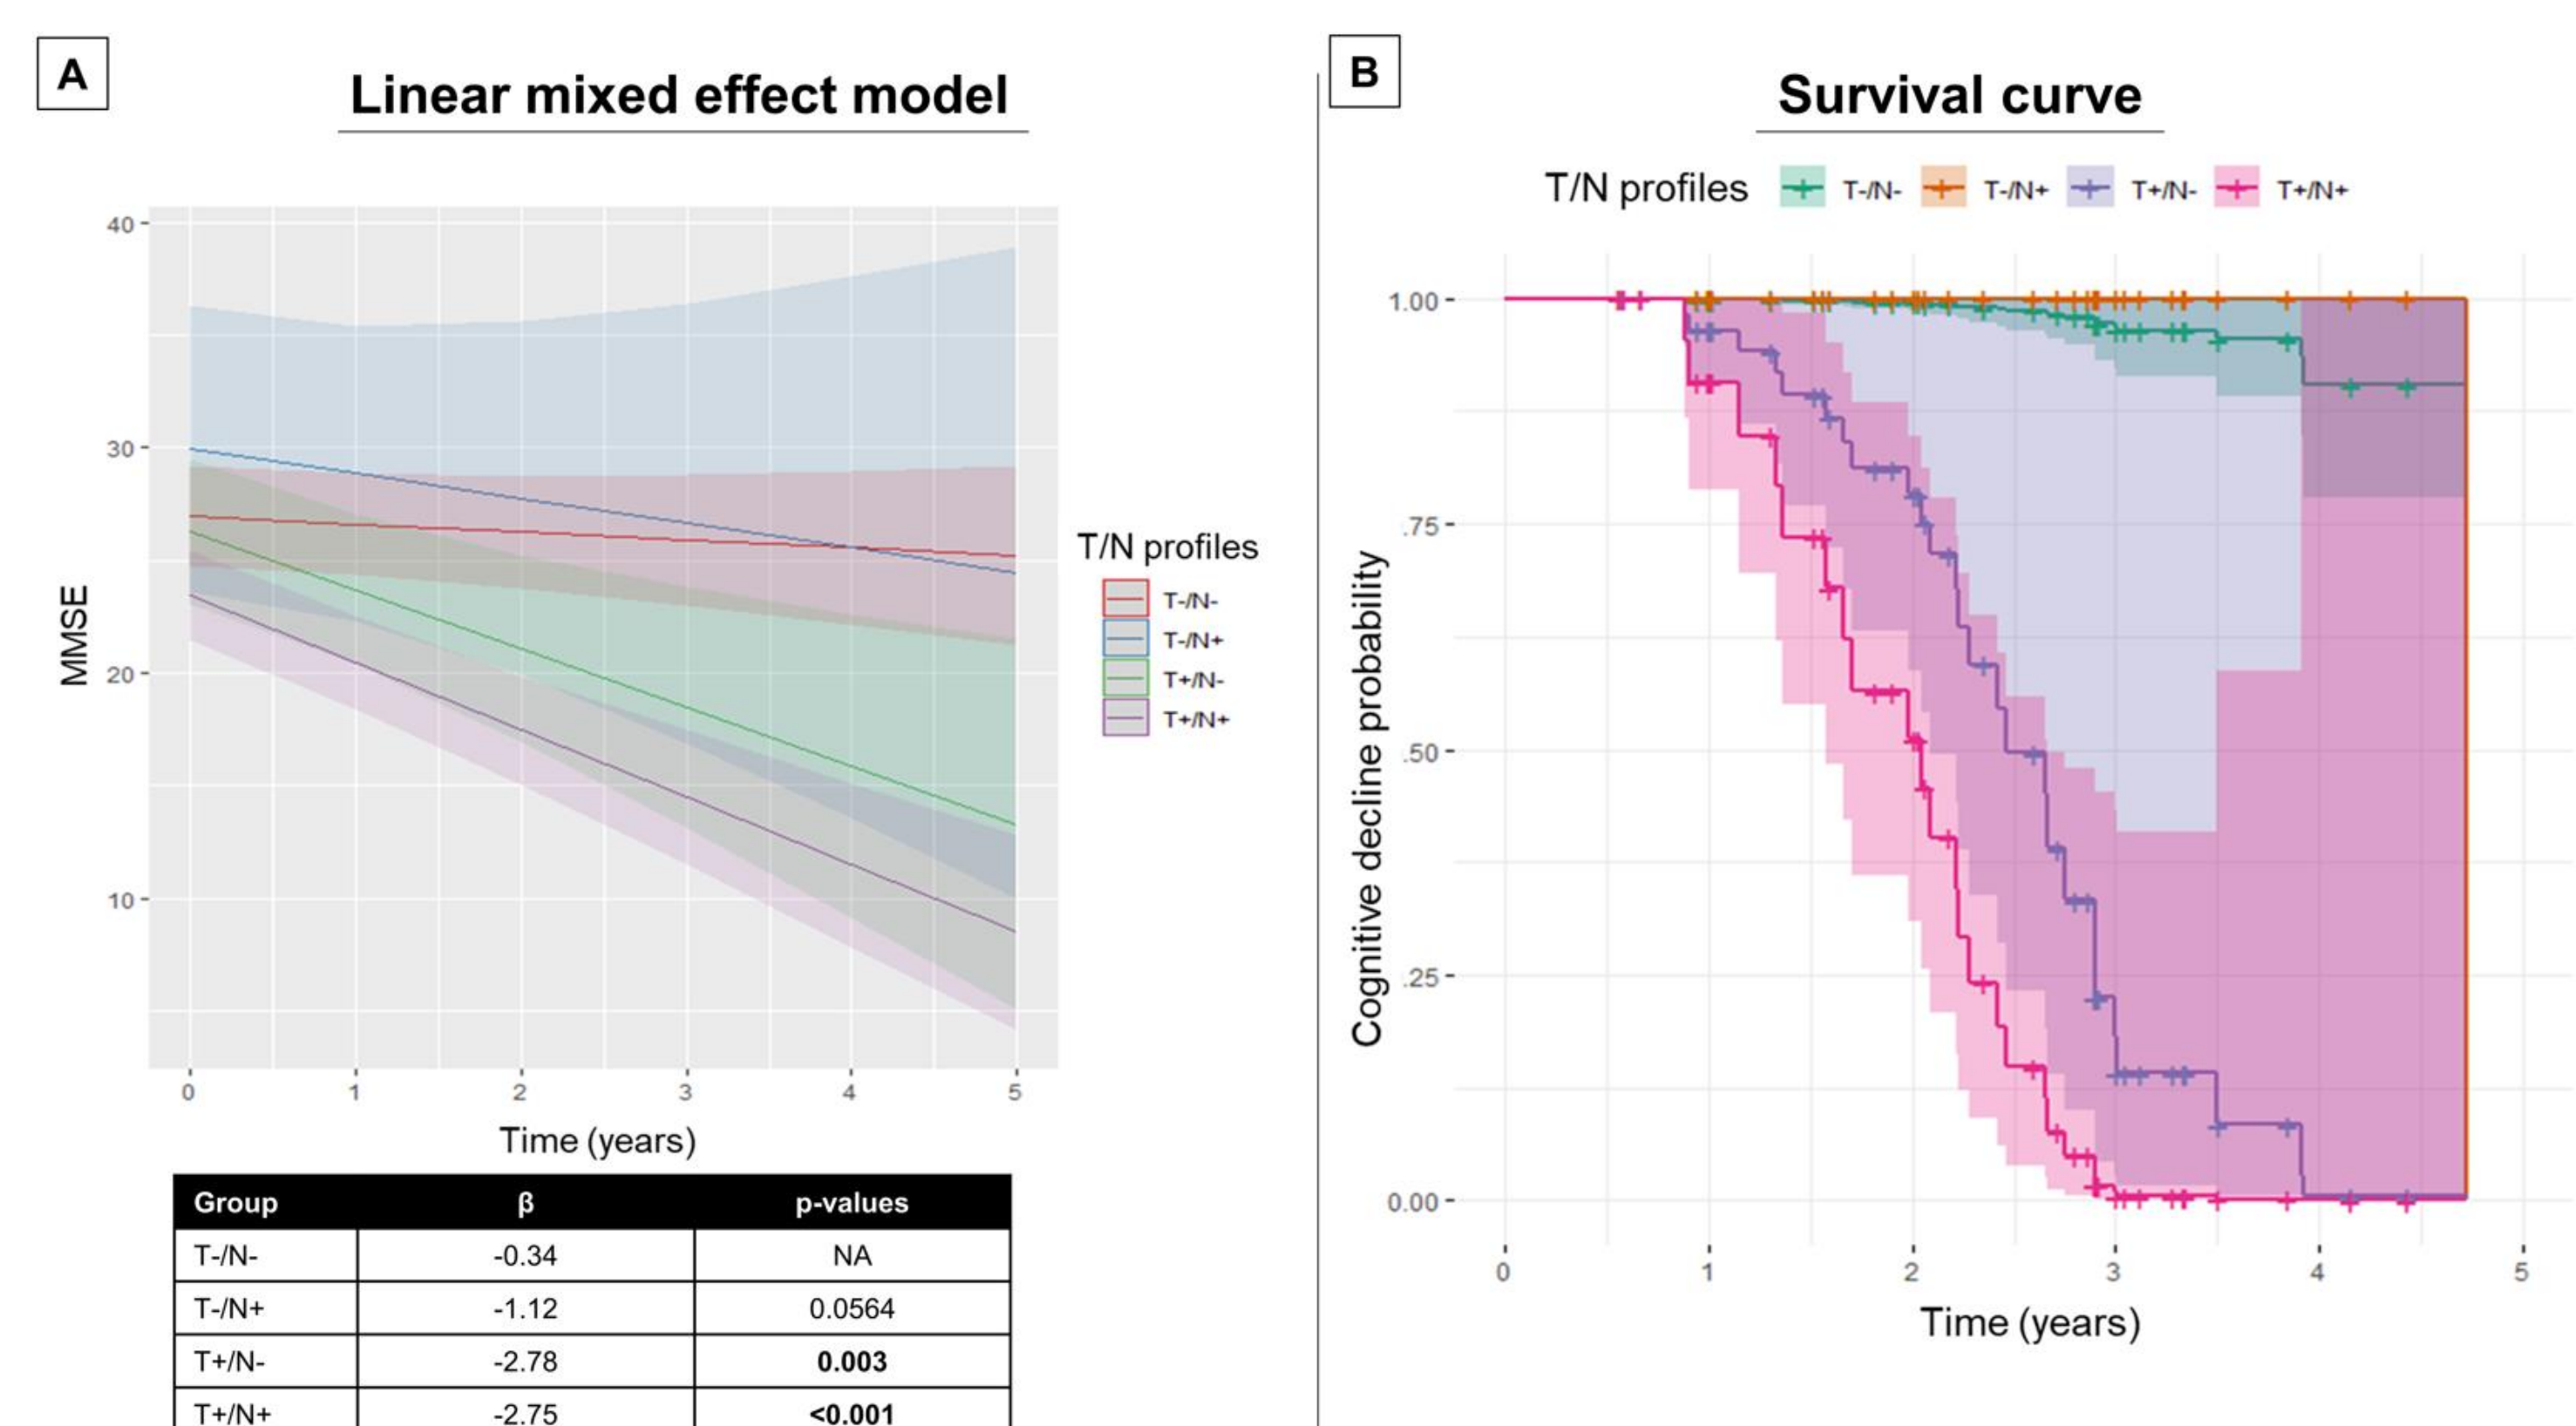 A
Linear mixed effect model
40
30
20
10
MMSE
0 1 2 3 4 5
Time (years)
T/N profiles
T-/N-
T-/N+
T+/N-
T+/N+
Group β p-values
T-/N- -0.34 NA
T-/N+ -1.12 0.0564
T+/N- -2.78 0.003
T+/N+ -2.75 <0.001
B
Survival curve
T/N profiles T-/N- T-/N+ T+/N- T+/N+
1.00
.75
.50
.25
0.00
Cognitive decline probability
0 1 2 3 4 5
Time (years)